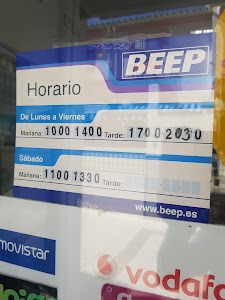 BEEP
Horario
De Lunes a Viernes
Mañana: 1000 1400 Tarde: 1700 2030
Sábado
Mañana: 1100 1330 Tarde:
www.beep.es
movistar
vodafo